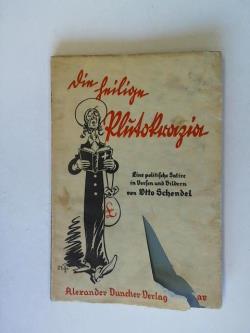 Die heilige
Plutokrazia
Eine politische Satire
in Versen und Bildern
von Otto Schendel
£
Alexander Duncker Verlag